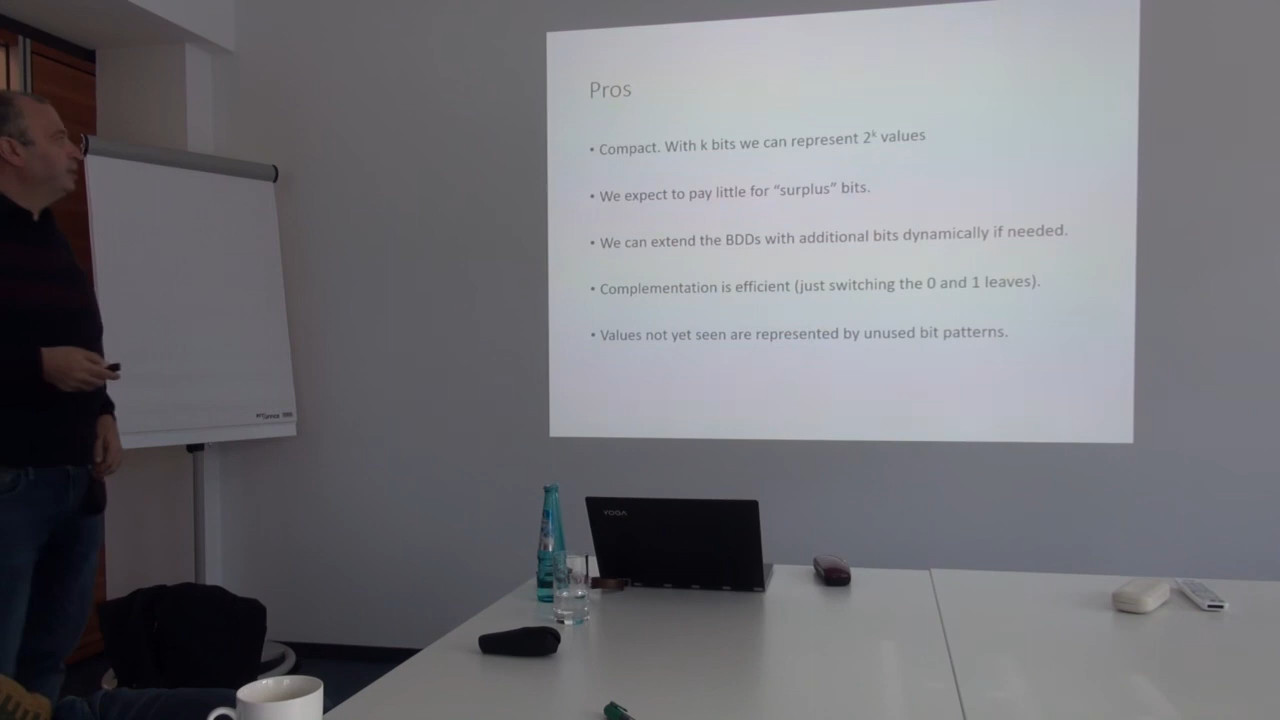 Pros
• Compact. With k bits we can represent 2ᵏ values
• We expect to pay little for “surplus” bits.
• We can extend the BDDs with additional bits dynamically if needed.
• Complementation is efficient (just switching the 0 and 1 leaves).
• Values not yet seen are represented by unused bit patterns.
YOGA